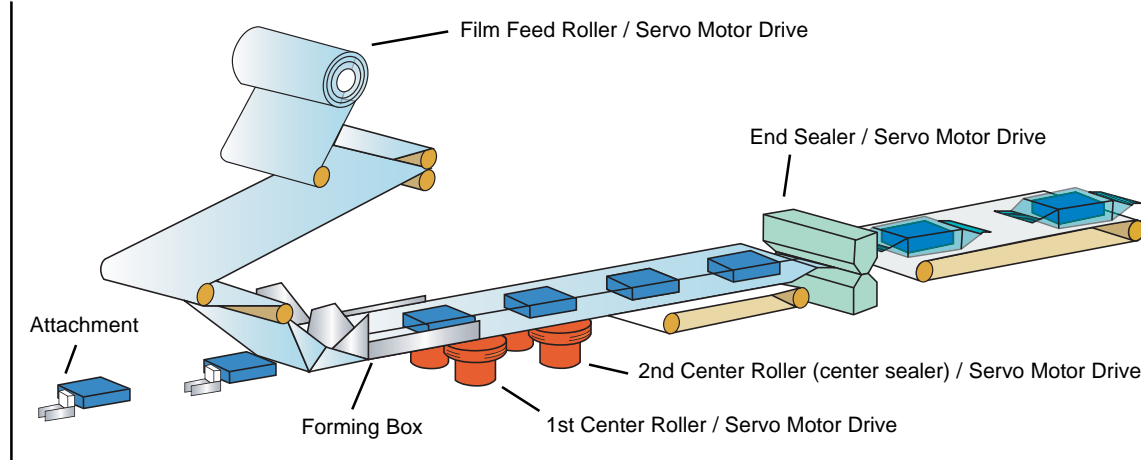 Film Feed Roller / Servo Motor Drive
End Sealer / Servo Motor Drive
Attachment
2nd Center Roller (center sealer) / Servo Motor Drive
Forming Box
1st Center Roller / Servo Motor Drive